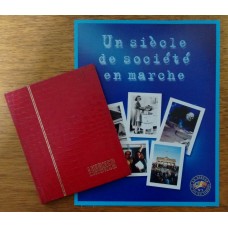 Un siècle
de société
en marche